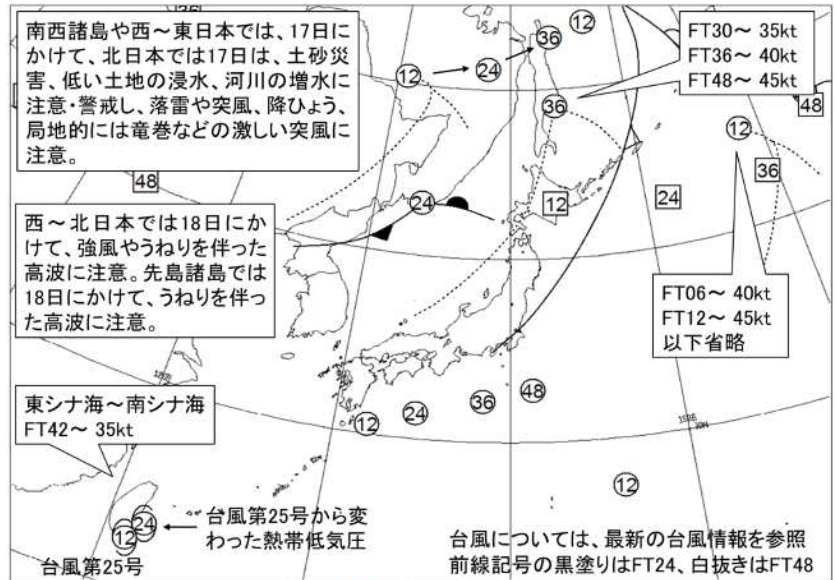 南西諸島や西～東日本では、17日に
かけて、北日本では17日は、土砂災
害、低い土地の浸水、河川の増水に
注意・警戒し、落雷や突風、降ひょう、
局地的には竜巻などの激しい突風に
注意。
12
36
FT30～ 35kt
FT36～ 40kt
FT48～ 45kt
12
24
36
48
12
48
36
24
12
24
西～北日本では18日にか
けて、強風やうねりを伴った
高波に注意。先島諸島では
18日にかけて、うねりを伴っ
た高波に注意。
FT06～ 40kt
FT12～ 45kt
以下省略
東シナ海～南シナ海
FT42～ 35kt
12
24
36
48
12
24
12
台風第25号
台風第25号から変
わった熱帯低気圧
台風については、最新の台風情報を参照
前線記号の黒塗りはFT24、白抜きはFT48